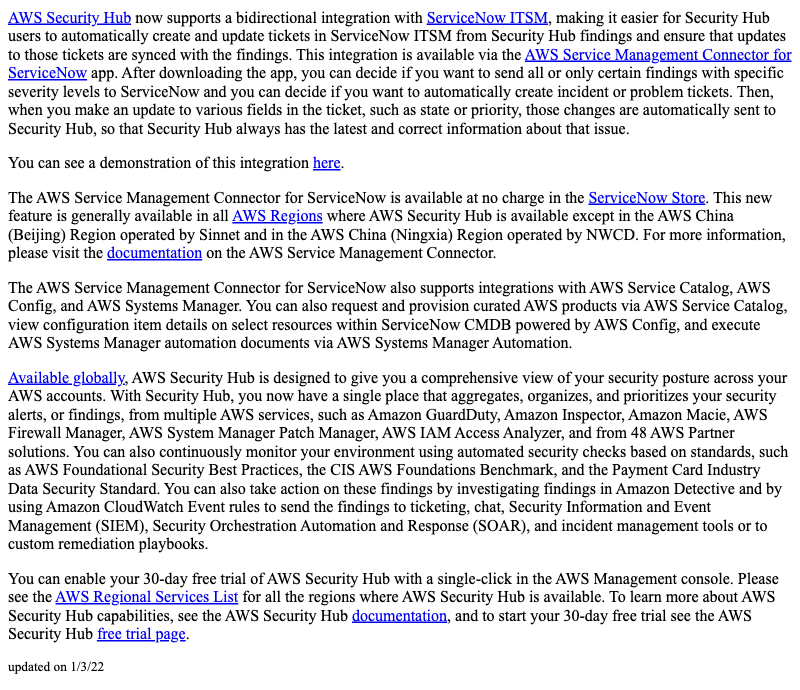 AWS Security Hub now supports a bidirectional integration with ServiceNow ITSM, making it easier for Security Hub
users to automatically create and update tickets in ServiceNow ITSM from Security Hub findings and ensure that updates
to those tickets are synced with the findings. This integration is available via the AWS Service Management Connector for
ServiceNow app. After downloading the app, you can decide if you want to send all or only certain findings with specific
severity levels to ServiceNow and you can decide if you want to automatically create incident or problem tickets. Then,
when you make an update to various fields in the ticket, such as state or priority, those changes are automatically sent to
Security Hub, so that Security Hub always has the latest and correct information about that issue.
You can see a demonstration of this integration here.
The AWS Service Management Connector for ServiceNow is available at no charge in the ServiceNow Store. This new
feature is generally available in all AWS Regions where AWS Security Hub is available except in the AWS China
(Beijing) Region operated by Sinnet and in the AWS China (Ningxia) Region operated by NWCD. For more information,
please visit the documentation on the AWS Service Management Connector.
The AWS Service Management Connector for ServiceNow also supports integrations with AWS Service Catalog, AWS
Config, and AWS Systems Manager. You can also request and provision curated AWS products via AWS Service Catalog,
view configuration item details on select resources within ServiceNow CMDB powered by AWS Config, and execute
AWS Systems Manager automation documents via AWS Systems Manager Automation.
Available globally, AWS Security Hub is designed to give you a comprehensive view of your security posture across your
AWS accounts. With Security Hub, you now have a single place that aggregates, organizes, and prioritizes your security
alerts, or findings, from multiple AWS services, such as Amazon GuardDuty, Amazon Inspector, Amazon Macie, AWS
Firewall Manager, AWS System Manager Patch Manager, AWS IAM Access Analyzer, and from 48 AWS Partner
solutions. You can also continuously monitor your environment using automated security checks based on standards, such
as AWS Foundational Security Best Practices, the CIS AWS Foundations Benchmark, and the Payment Card Industry
Data Security Standard. You can also take action on these findings by investigating findings in Amazon Detective and by
using Amazon CloudWatch Event rules to send the findings to ticketing, chat, Security Information and Event
Management (SIEM), Security Orchestration Automation and Response (SOAR), and incident management tools or to
custom remediation playbooks.
You can enable your 30-day free trial of AWS Security Hub with a single-click in the AWS Management console. Please
see the AWS Regional Services List for all the regions where AWS Security Hub is available. To learn more about AWS
Security Hub capabilities, see the AWS Security Hub documentation, and to start your 30-day free trial see the AWS
Security Hub free trial page.
updated on 1/3/22